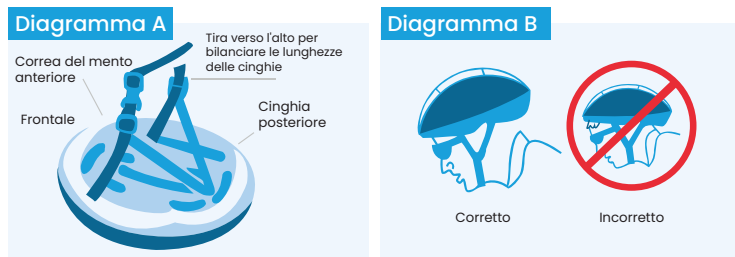 Diagramma A
Tira verso l'alto per
bilanciare le lunghezze
delle cinghie
Correa del mento
anteriore
Frontale
Cinghia
posteriore
Diagramma B
Corretto
Incorretto